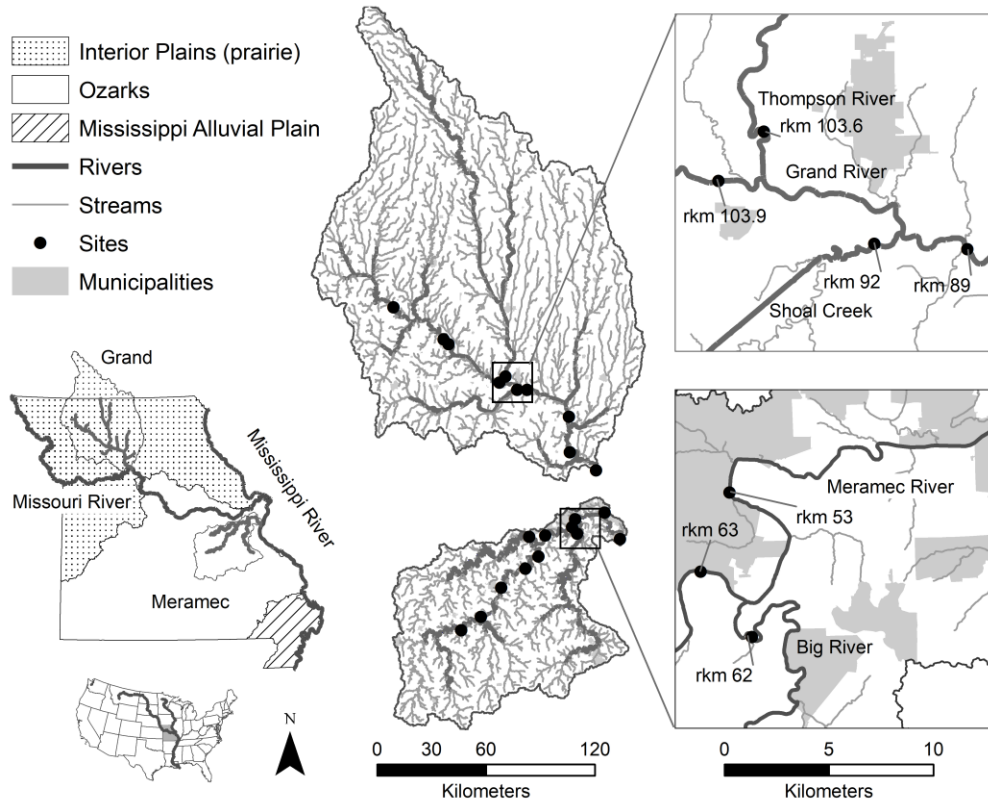 Interior Plains (prairie)
Ozarks
Mississippi Alluvial Plain
Rivers
Streams
Sites
Municipalities
Grand
Missouri River
Mississippi River
Meramec
N
0 30 60 120
Kilometers
Thompson River
rkm 103.6
Grand River
rkm 103.9
rkm 92
rkm 89
Shoal Creek
Meramec River
rkm 63
rkm 53
Big River
rkm 62
0 5 10
Kilometers